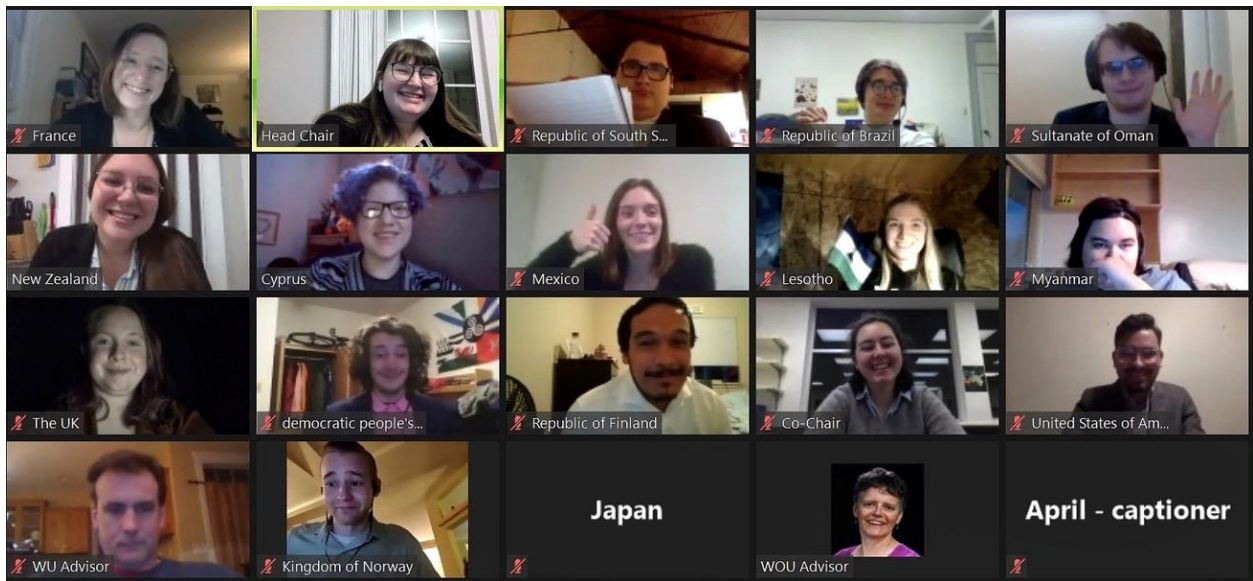 France
Head Chair
Republic of South S...
Republic of Brazil
Sultanate of Oman
New Zealand
Cyprus
Mexico
Lesotho
Myanmar
The UK
democratic people's...
Republic of Finland
Co-Chair
United States of Am...
WU Advisor
Kingdom of Norway
Japan
WOU Advisor
April - captioner